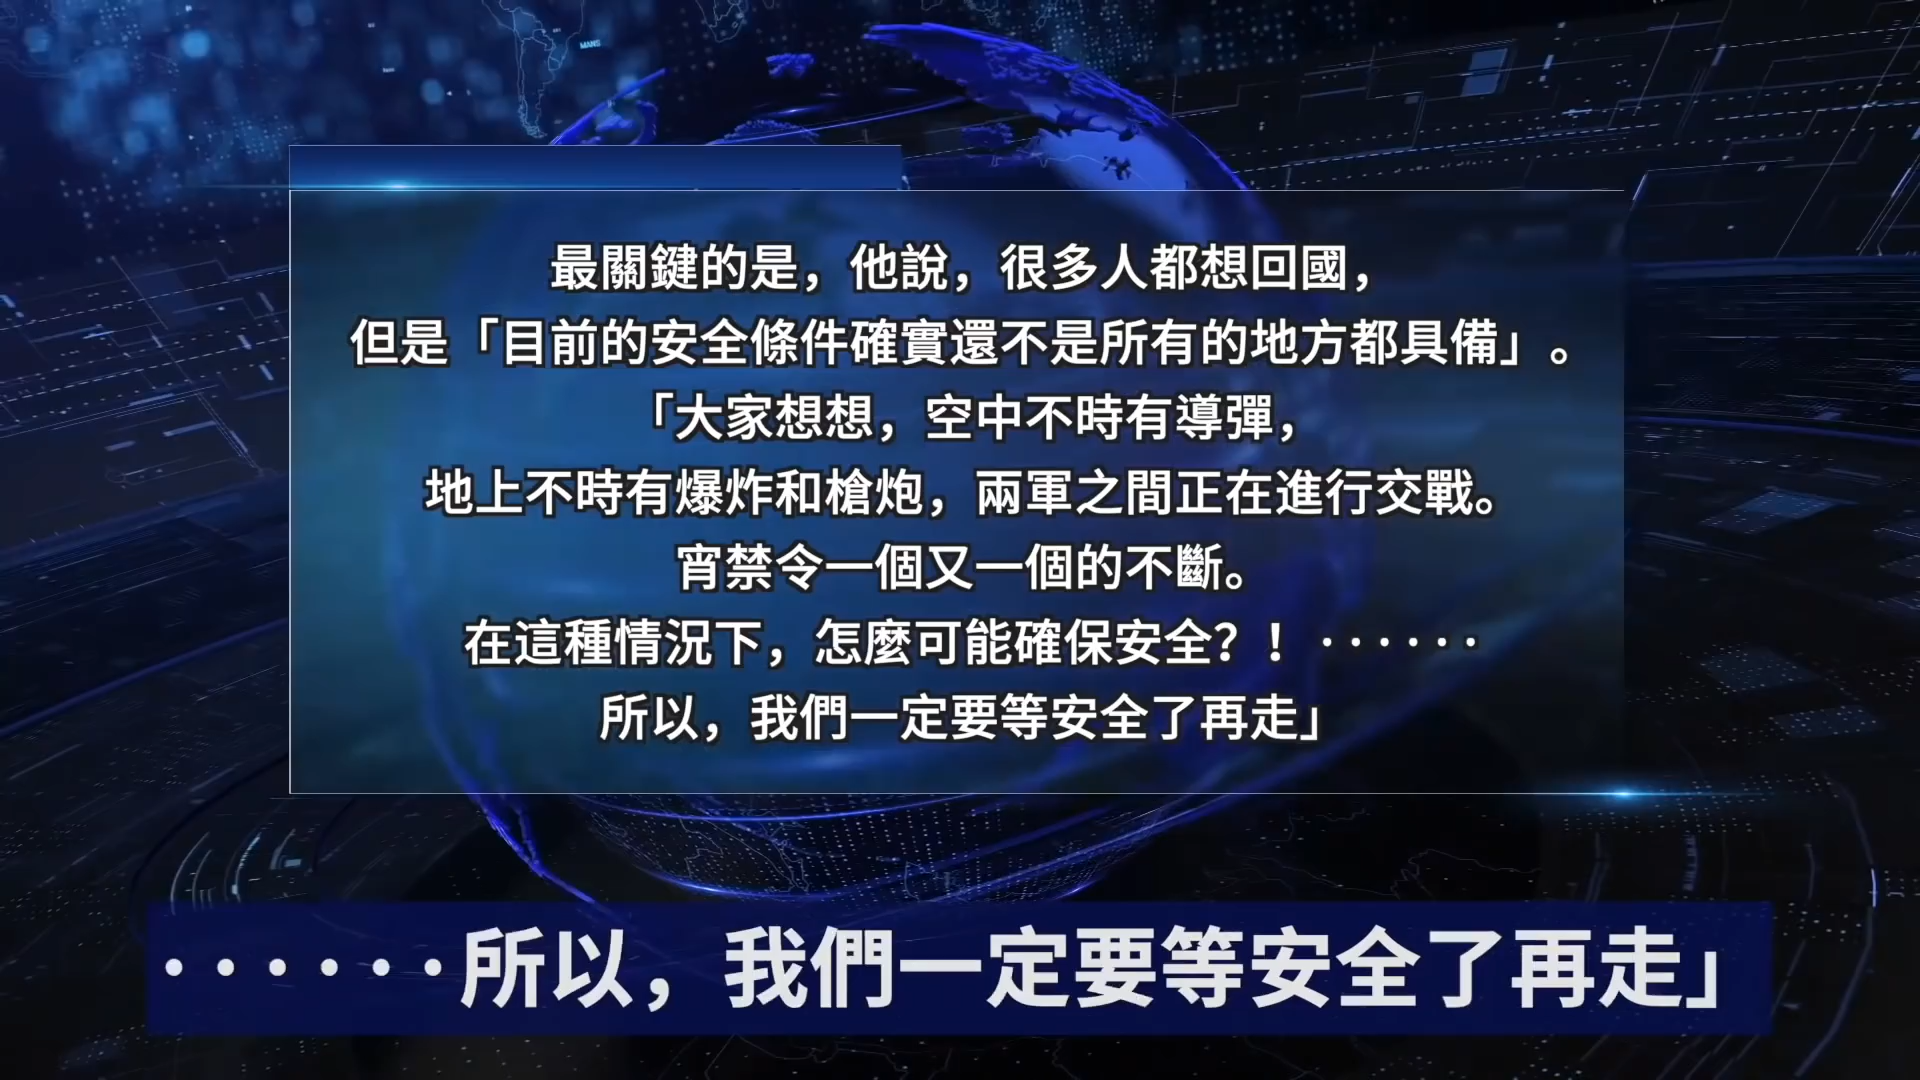 最關鍵的是，他說，很多人都想回國，
但是「目前的安全條件確實還不是所有的地方都具備」。
「大家想想，空中不時有導彈，
地上不時有爆炸和槍炮，兩軍之間正在進行交戰。
宵禁令一個又一個的不斷。
在這種情況下，怎麼可能確保安全？！ ······
所以，我們一定要等安全了再走」
······所以，我們一定要等安全了再走」